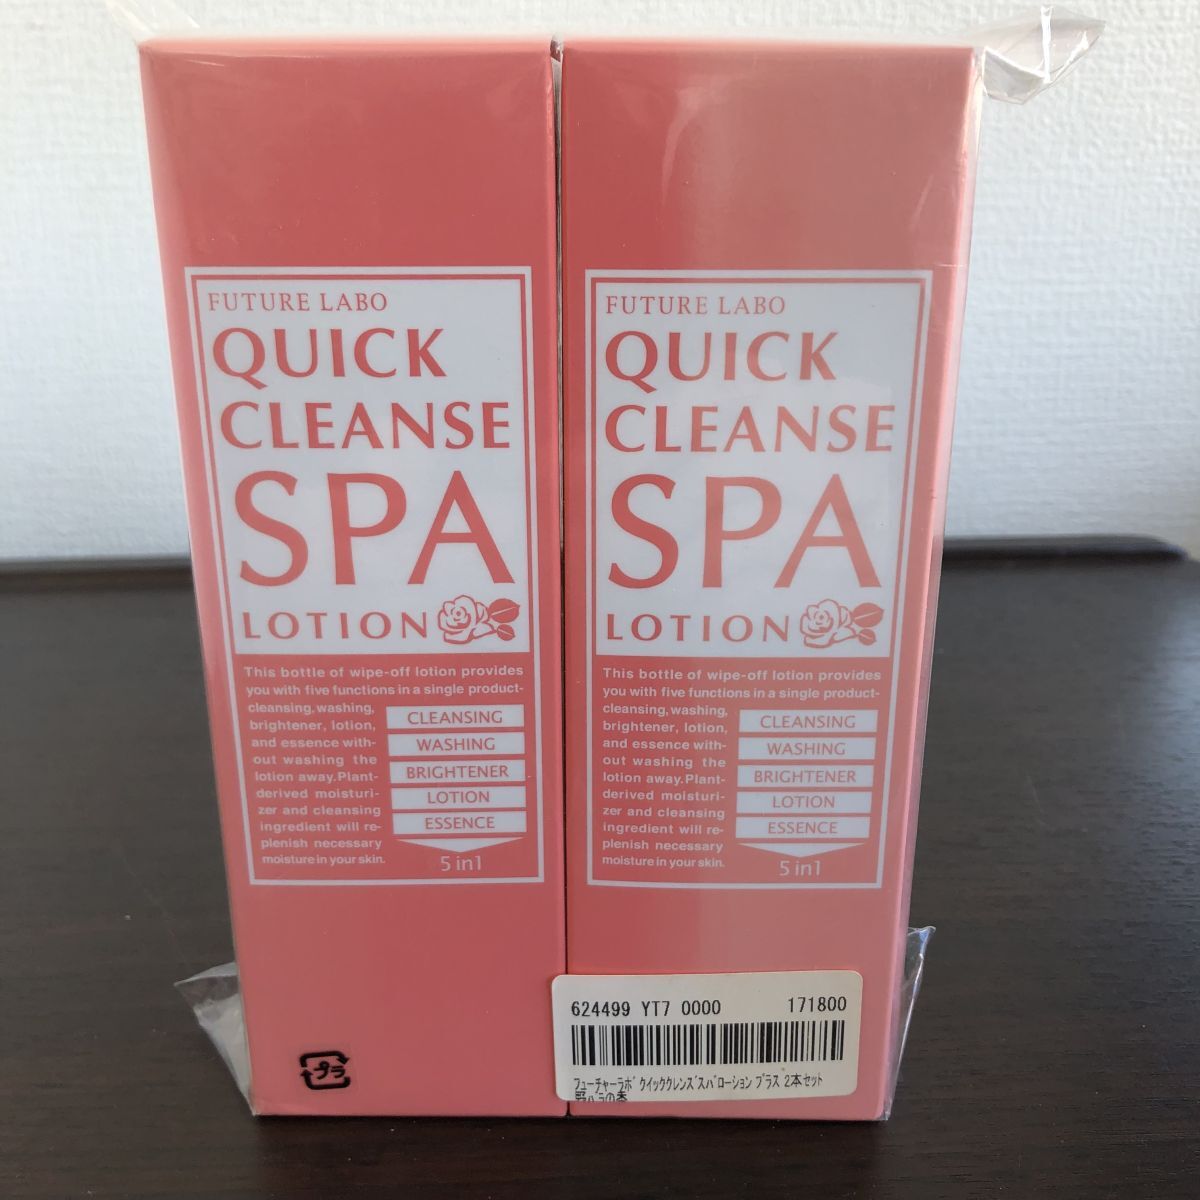 FUTURE LABO
QUICK
CLEANSE
SPA
LOTION
This bottle of wipe-off lotion provides
you with five functions in a single product-
cleansing, washing,
brightener, lotion,
and essence with-
out washing the
lotion away. Plant-
derived moisturi-
zer and cleansing
ingredient will re-
plenish necessary
moisture in your skin.
CLEANSING
WASHING
BRIGHTENER
LOTION
ESSENCE
5 in1
プラ
FUTURE LABO
QUICK
CLEANSE
SPA
LOTION
This bottle of wipe-off lotion provides
you with five functions in a single product-
cleansing, washing,
brightener, lotion,
and essence with-
out washing the
lotion away. Plant-
derived moisturi-
zer and cleansing
ingredient will re-
plenish necessary
moisture in your skin.
CLEANSING
WASHING
BRIGHTENER
LOTION
ESSENCE
5 in1
624499 YT7 0000 171800
フューチャーラボ クイッククレンズスパローション プラス 2本セット
野バラの香